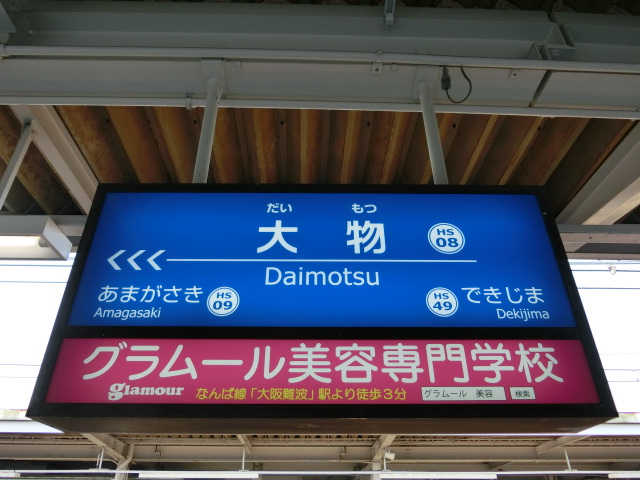 だい もつ
大物
HS
08
<<<
Daimotsu
あまがさき
Amagasaki
HS
09
HS
49
できじま
Dekijima
グラムール美容専門学校
glamour
なんば線「大阪難波」駅より徒歩3分
グラムール 美容 検索